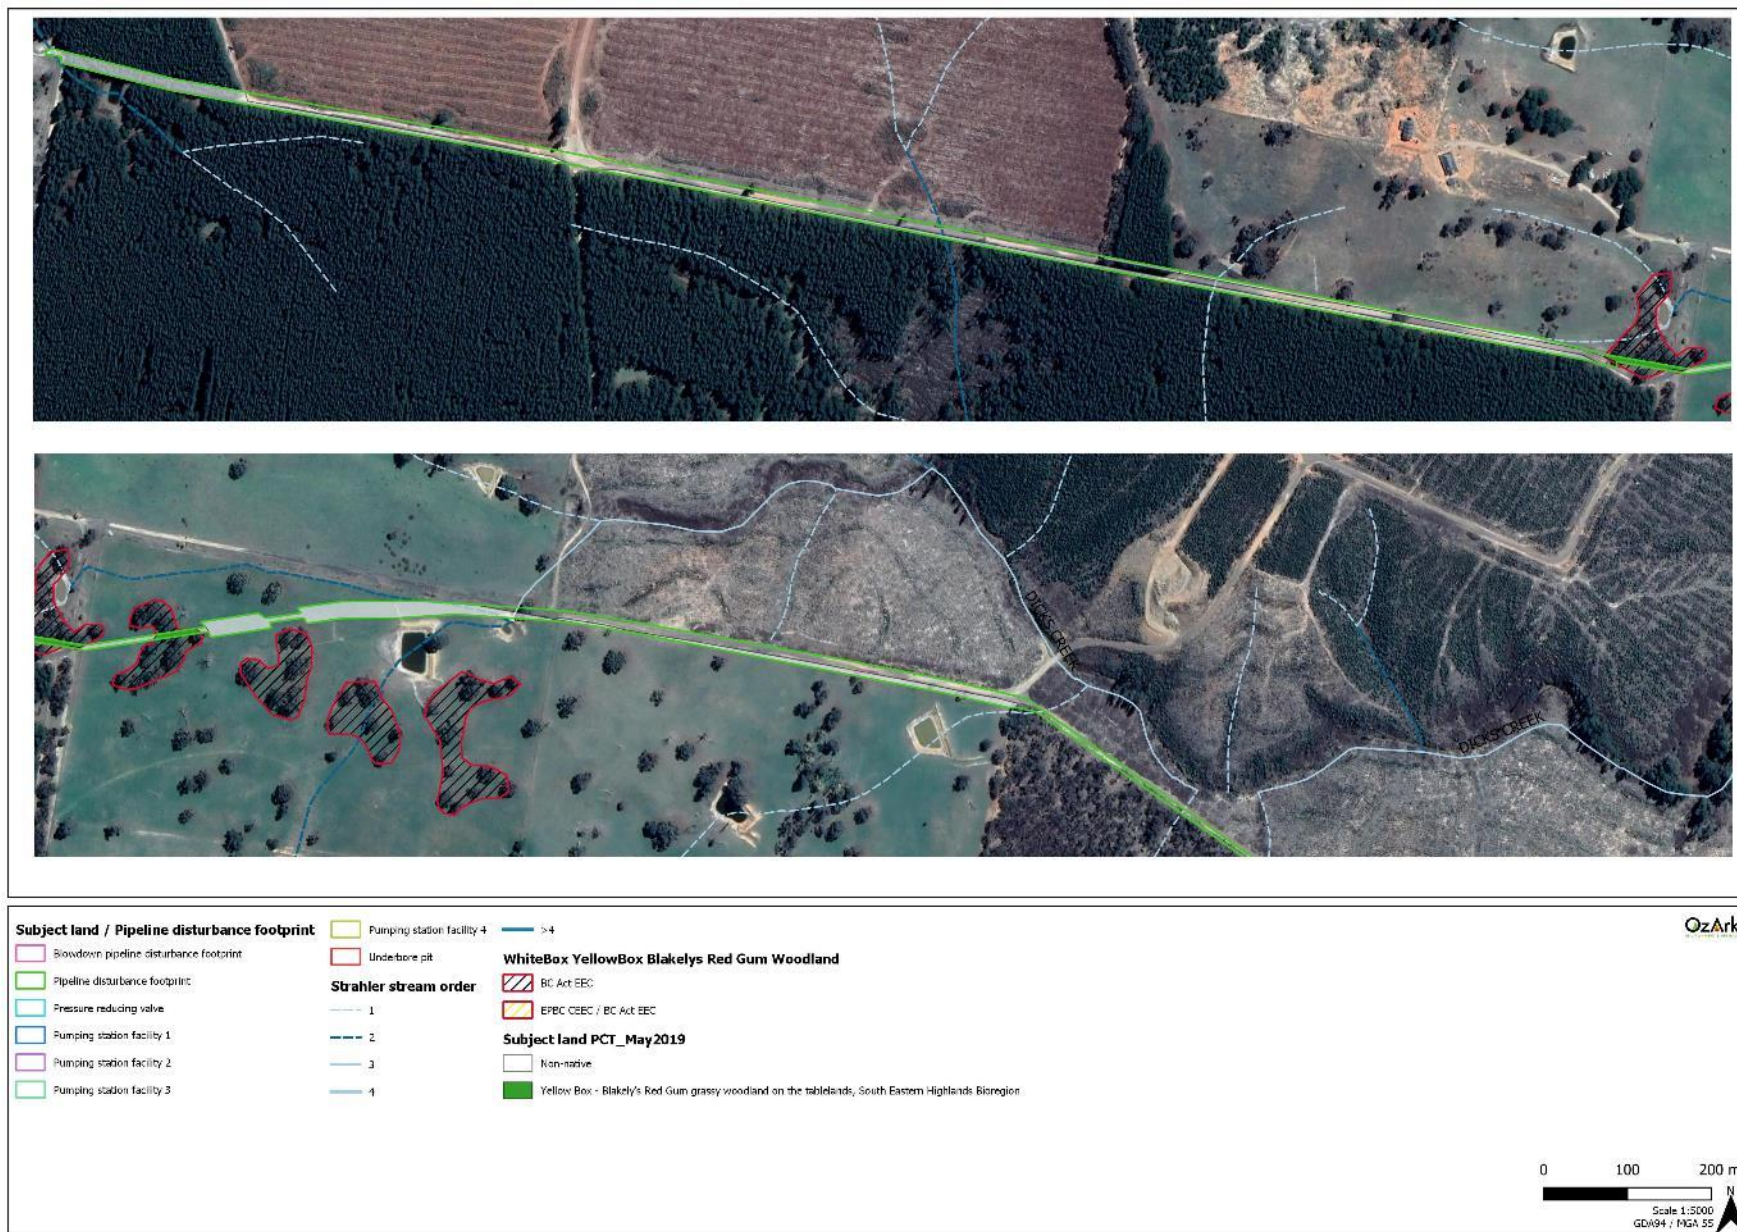 DICKS CREEK
DICKS CREEK
Subject land / Pipeline disturbance footprint
Blowdown pipeline disturbance footprint
Pipeline disturbance footprint
Pressure reducing valve
Pumping station facility 1
Pumping station facility 2
Pumping station facility 3
Pumping station facility 4
Underbore pit
Strahler stream order
1
2
3
4
>4
WhiteBox YellowBox Blakelys Red Gum Woodland
BC Act EEC
EPBC CEEC / BC Act EEC
Subject land PCT_May2019
Non-native
Yellow Box - Blakely's Red Gum grassy woodland on the tablelands, South Eastern Highlands Bioregion
OzArk
0 100 200 m
N
Scale 1:5000
GDA94 / MGA 55